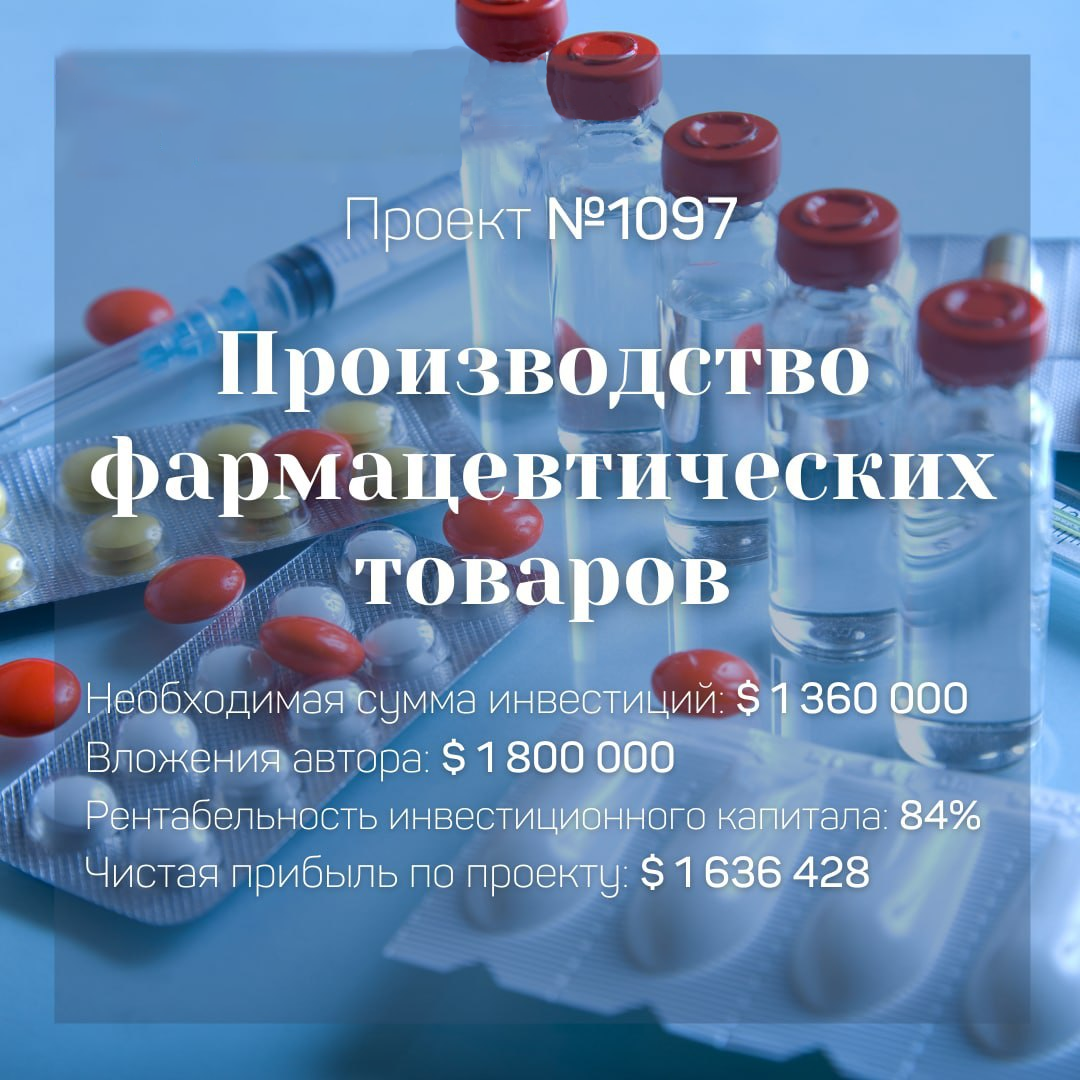 Проект №1097
Производство
фармацевтических
товаров
Необходимая сумма инвестиций: $ 1 360 000
Вложения автора: $ 1 800 000
Рентабельность инвестиционного капитала: 84%
Чистая прибыль по проекту: $ 1 636 428